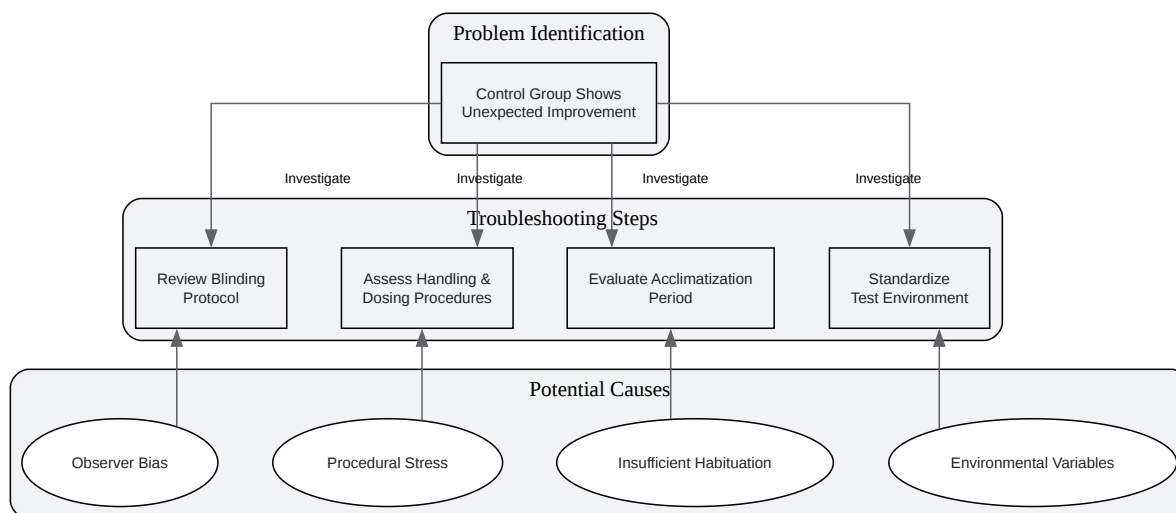 Problem Identification
Control Group Shows
Unexpected Improvement
Investigate
Investigate
Investigate
Investigate
Troubleshooting Steps
Review Blinding
Protocol
Assess Handling &
Dosing Procedures
Evaluate Acclimatization
Period
Standardize
Test Environment
Potential Causes
Observer Bias
Procedural Stress
Insufficient Habituation
Environmental Variables